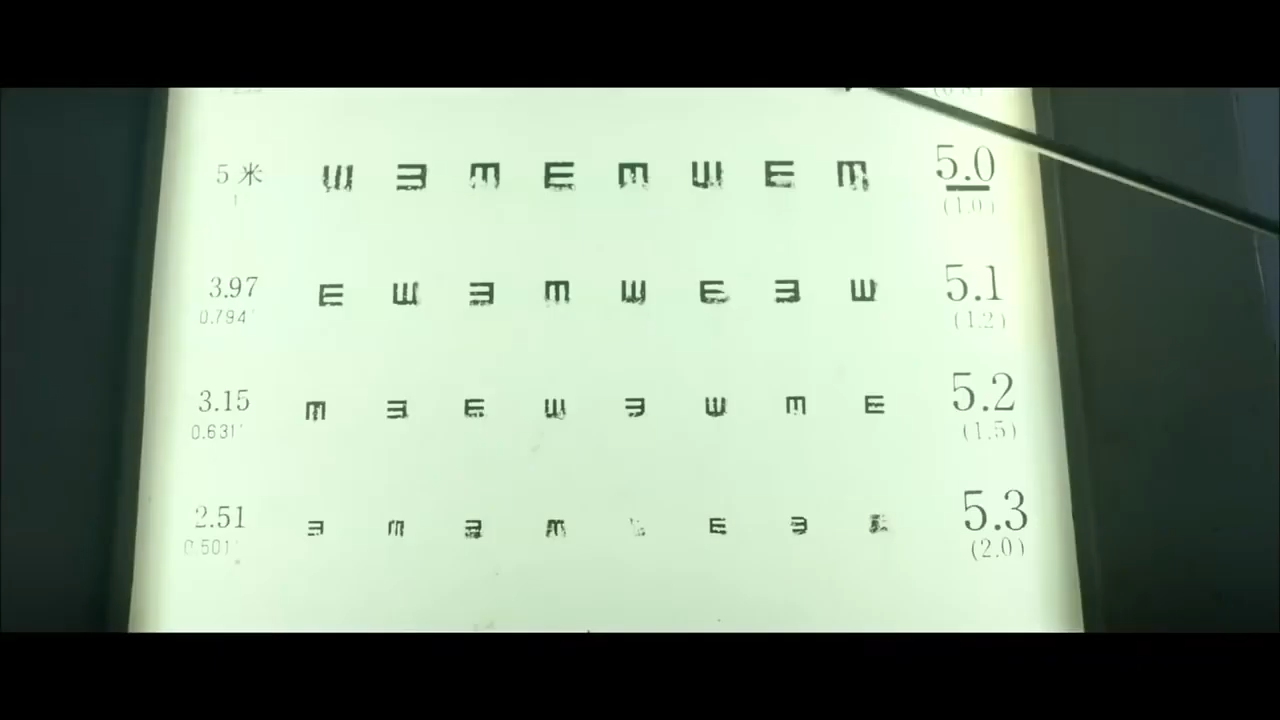 5 米 Ш Ǝ M E M Ш E M 5.0
1' (1.0)
3.97 E Ш Ǝ M Ш E Ǝ Ш 5.1
0.794' (1.2)
3.15 M Ǝ E Ш Ǝ Ш M E 5.2
0.631' (1.5)
2.51 Ǝ M Ǝ M E Ǝ 5.3
0.501' (2.0)